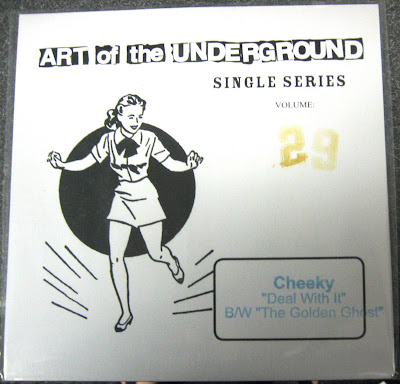 ART of the UNDERGROUND
SINGLE SERIES
VOLUME:
29
Cheeky
"Deal With It"
B/W "The Golden Ghost"